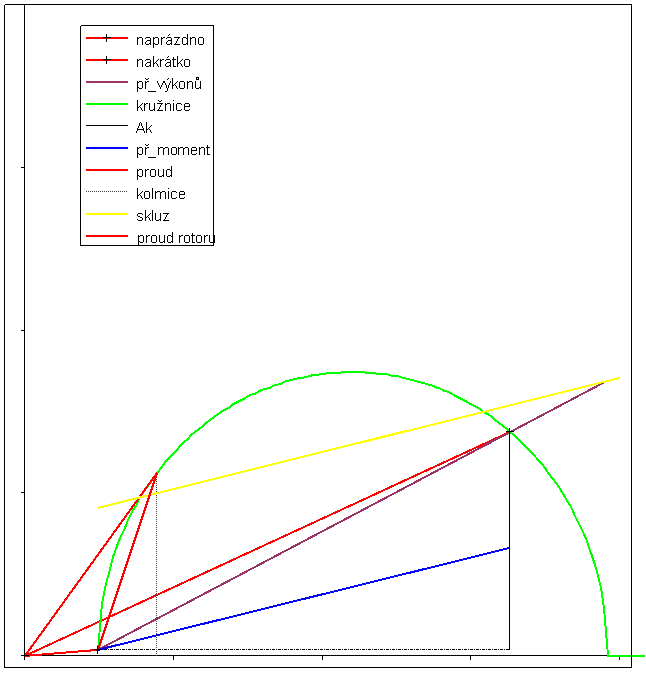 naprázdno
nakrátko
př_výkonů
kružnice
Ak
př_moment
proud
kolmice
skluz
proud rotoru